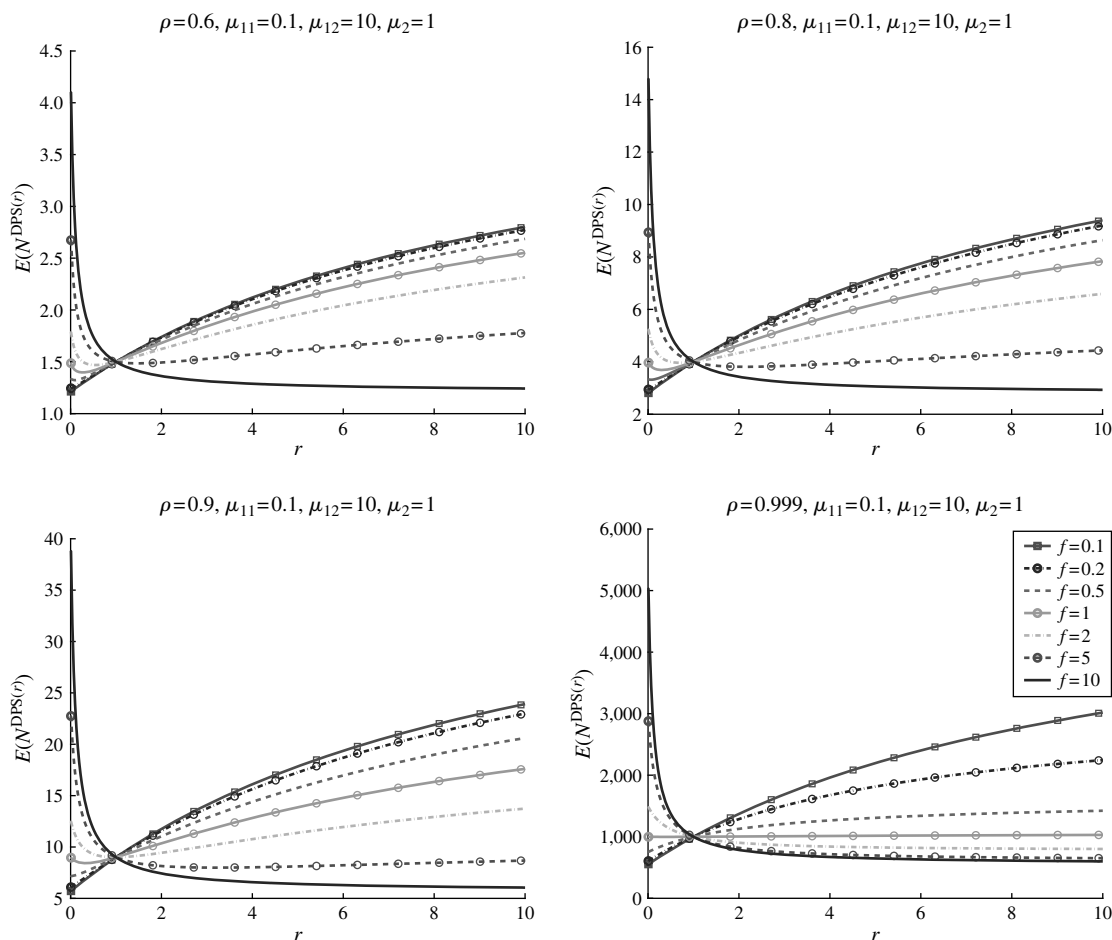 ρ=0.6, μ11=0.1, μ12=10, μ2=1
4.5
4.0
3.5
3.0
2.5
2.0
1.5
1.0
E(N^DPS(r))
0 2 4 6 8 10
r
ρ=0.8, μ11=0.1, μ12=10, μ2=1
16
14
12
10
8
6
4
2
E(N^DPS(r))
0 2 4 6 8 10
r
ρ=0.9, μ11=0.1, μ12=10, μ2=1
40
35
30
25
20
15
10
5
E(N^DPS(r))
0 2 4 6 8 10
r
ρ=0.999, μ11=0.1, μ12=10, μ2=1
6,000
5,000
4,000
3,000
2,000
1,000
0
E(N^DPS(r))
0 2 4 6 8 10
r
f=0.1
f=0.2
f=0.5
f=1
f=2
f=5
f=10